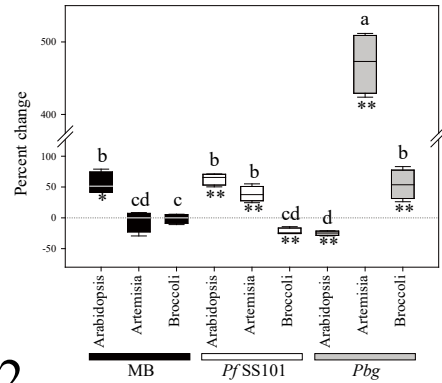 Percent change
500
400
100
50
0
-50
b
*
cd
c
b
**
b
**
cd
**
d
**
a
**
b
**
Arabidopsis
Artemisia
Broccoli
Arabidopsis
Artemisia
Broccoli
Arabidopsis
Artemisia
Broccoli
MB
Pf SS101
Pbg
2